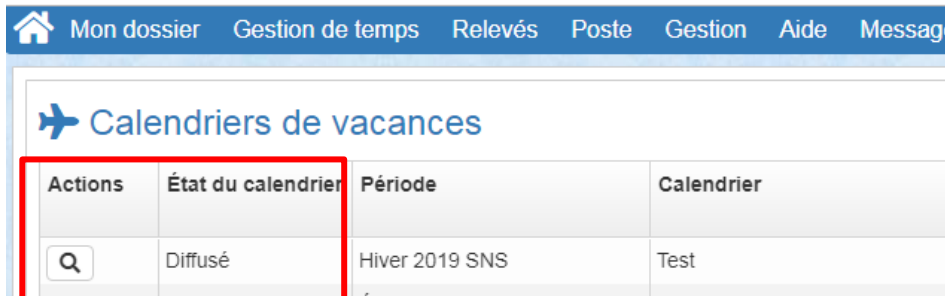 Mon dossier Gestion de temps Relevés Poste Gestion Aide
Calendriers de vacances
Actions État du calendrier Période Calendrier
Diffusé Hiver 2019 SNS Test